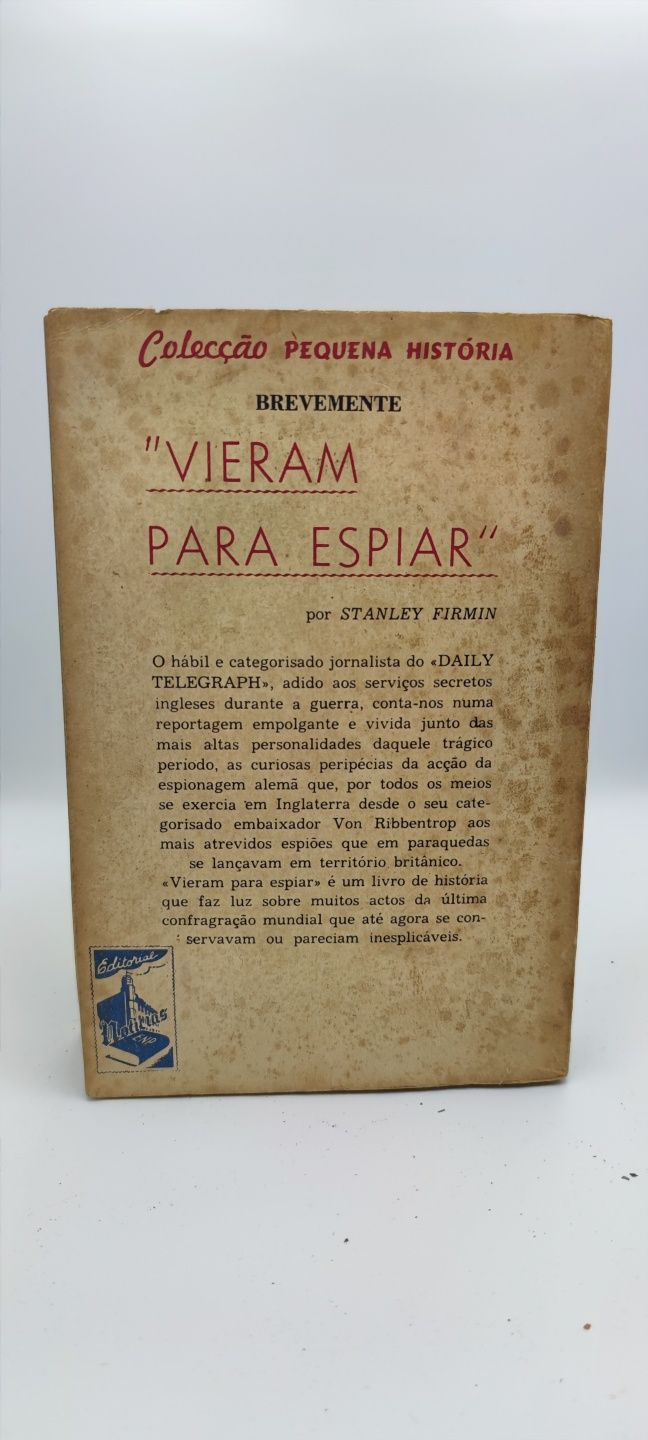 Colecção PEQUENA HISTÓRIA
BREVEMENTE
"VIERAM
PARA ESPIAR"
por STANLEY FIRMIN
O hábil e categorisado jornalista do «DAILY
TELEGRAPH», adido aos serviços secretos
ingleses durante a guerra, conta-nos numa
reportagem empolgante e vivida junto das
mais altas personalidades daquele trágico
periodo, as curiosas peripécias da acção da
espionagem alemã que, por todos os meios
se exercia em Inglaterra desde o seu cate-
gorisado embaixador Von Ribbentrop aos
mais atrevidos espiões que em paraquedas
se lançavam em território britânico.
«Vieram para espiar» é um livro de história
que faz luz sobre muitos actos da última
confragração mundial que até agora se con-
servavam ou pareciam inesplicáveis.
Editorial
Notícias
ENP